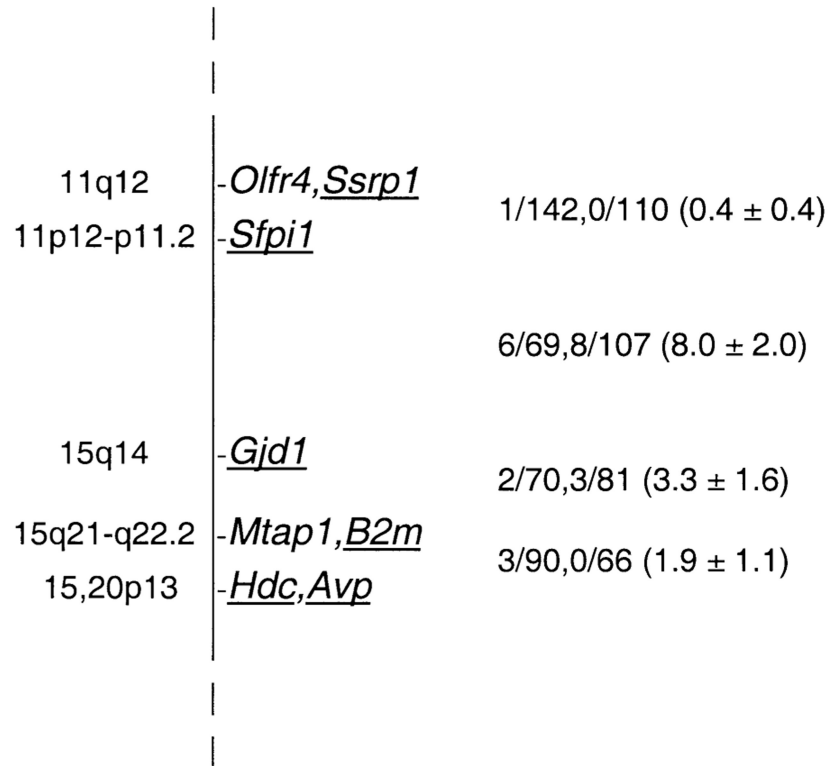 11q12 -Olfr4,Ssrp1
1/142,0/110 (0.4 ± 0.4)
11p12-p11.2 -Sfpi1
6/69,8/107 (8.0 ± 2.0)
15q14 -Gjd1
2/70,3/81 (3.3 ± 1.6)
15q21-q22.2 -Mtap1,B2m
3/90,0/66 (1.9 ± 1.1)
15,20p13 -Hdc,Avp